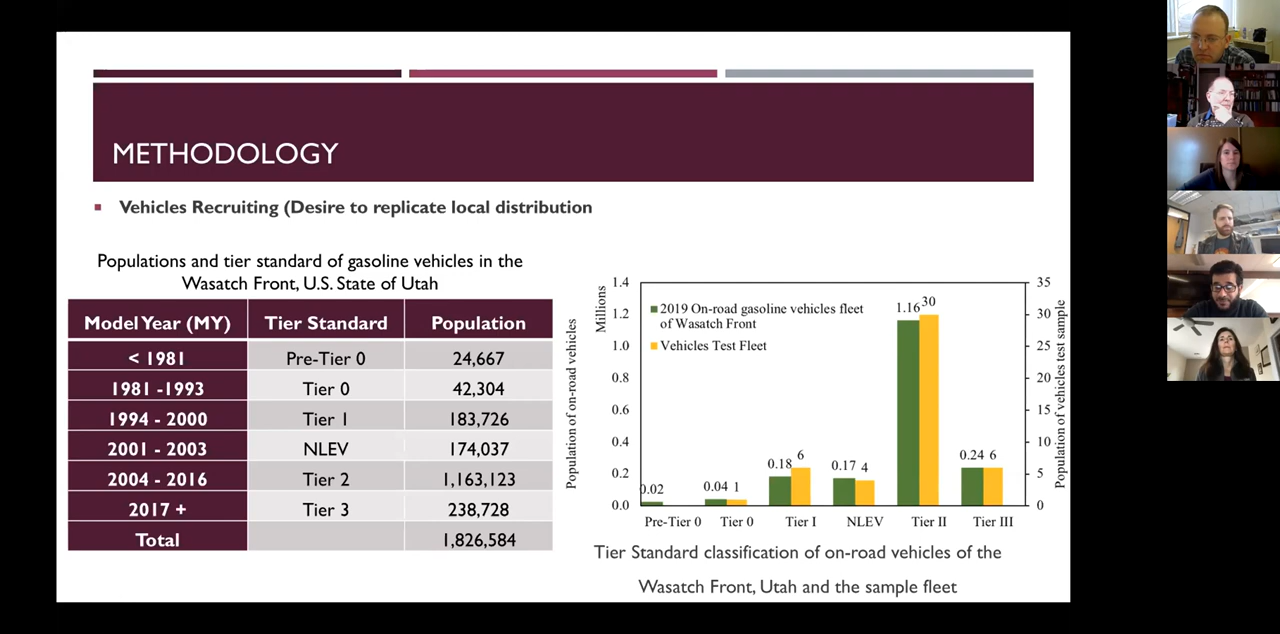 METHODOLOGY
Vehicles Recruiting (Desire to replicate local distribution
Populations and tier standard of gasoline vehicles in the
Wasatch Front, U.S. State of Utah
Model Year (MY) Tier Standard Population
< 1981 Pre-Tier 0 24,667
1981 -1993 Tier 0 42,304
1994 - 2000 Tier 1 183,726
2001 - 2003 NLEV 174,037
2004 - 2016 Tier 2 1,163,123
2017 + Tier 3 238,728
Total 1,826,584
Population of on-road vehicles
Millions
1.4
1.2
1.0
0.8
0.6
0.4
0.2
0.0
2019 On-road gasoline vehicles fleet
of Wasatch Front
Vehicles Test Fleet
0.02
0.04 1
0.18 6
0.17 4
1.16 30
0.24 6
35
30
25
20
15
10
5
0
Population of vehicles test sample
Pre-Tier 0 Tier 0 Tier I NLEV Tier II Tier III
Tier Standard classification of on-road vehicles of the
Wasatch Front, Utah and the sample fleet